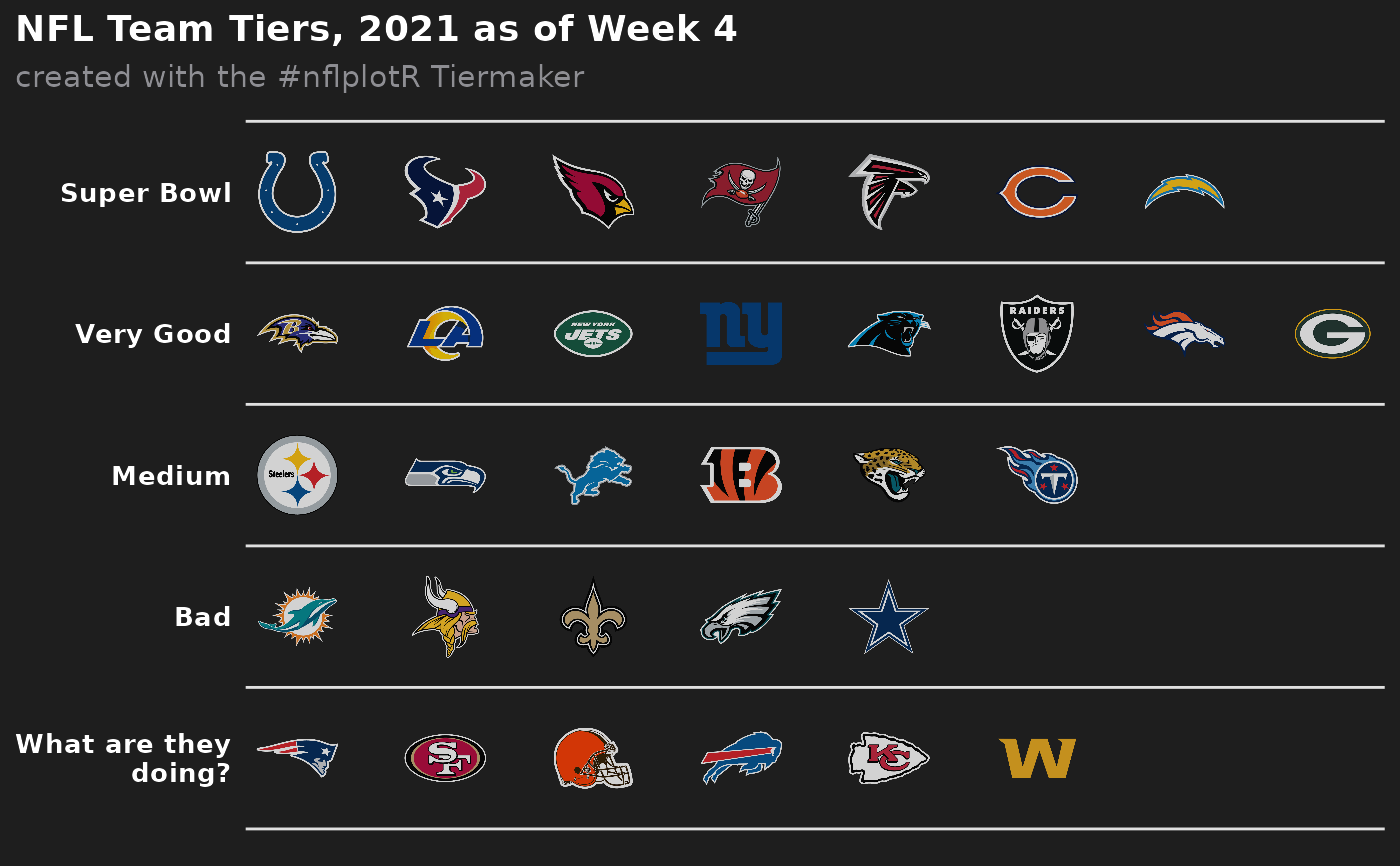 NFL Team Tiers, 2021 as of Week 4
created with the #nflplotR Tiermaker
Super Bowl
Very Good
LA
NEW YORK
JETS
ny
RAIDERS
G
Medium
Steelers
B
T
Bad
What are they
doing?
SF
KC
W